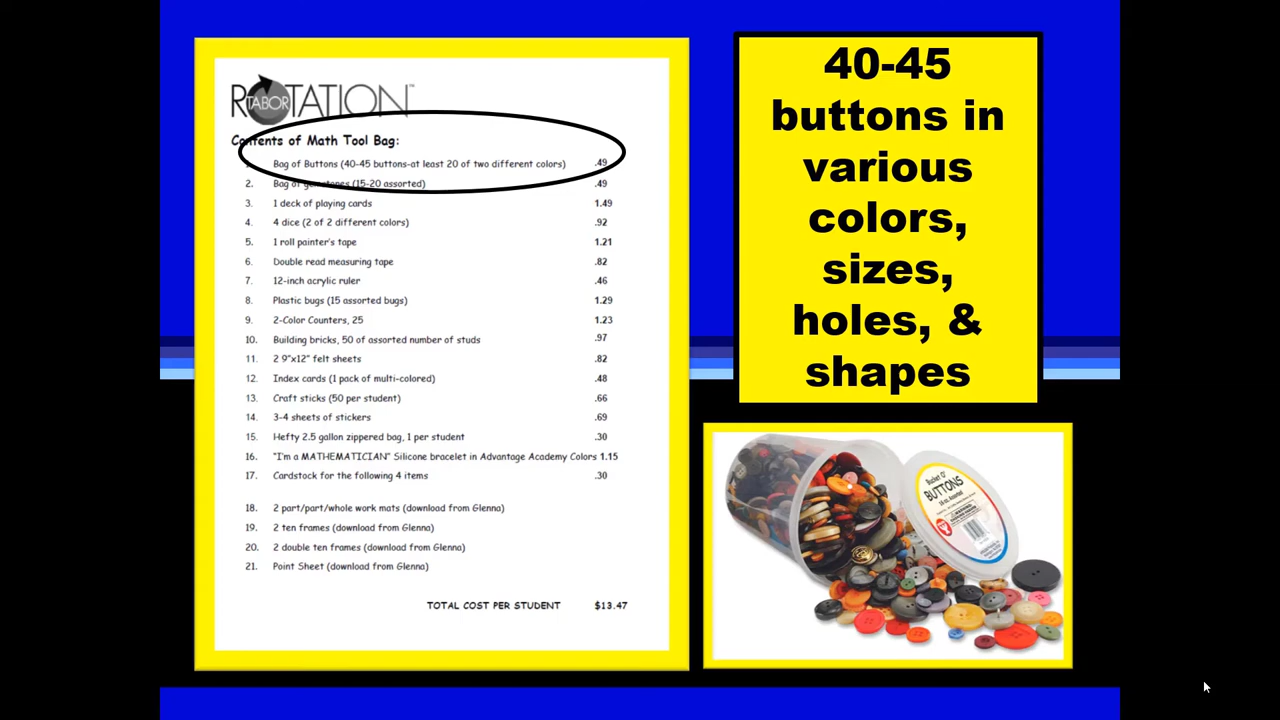 ROTATION™
TABOR
Contents of Math Tool Bag:
1. Bag of Buttons (40-45 buttons-at least 20 of two different colors) .49
2. Bag of gemstones (15-20 assorted) .49
3. 1 deck of playing cards 1.49
4. 4 dice (2 of 2 different colors) .92
5. 1 roll painter's tape 1.21
6. Double read measuring tape .82
7. 12-inch acrylic ruler .46
8. Plastic bugs (15 assorted bugs) 1.29
9. 2-Color Counters, 25 1.23
10. Building bricks, 50 of assorted number of studs .97
11. 2 9"x12" felt sheets .82
12. Index cards (1 pack of multi-colored) .48
13. Craft sticks (50 per student) .66
14. 3-4 sheets of stickers .69
15. Hefty 2.5 gallon zippered bag, 1 per student .30
16. "I'm a MATHEMATICIAN" Silicone bracelet in Advantage Academy Colors 1.15
17. Cardstock for the following 4 items .30
18. 2 part/part/whole work mats (download from Glenna)
19. 2 ten frames (download from Glenna)
20. 2 double ten frames (download from Glenna)
21. Point Sheet (download from Glenna)
TOTAL COST PER STUDENT $13.47
40-45
buttons in
various
colors,
sizes,
holes, &
shapes
Bucket O'
BUTTONS
16 oz. Assorted
WARNING